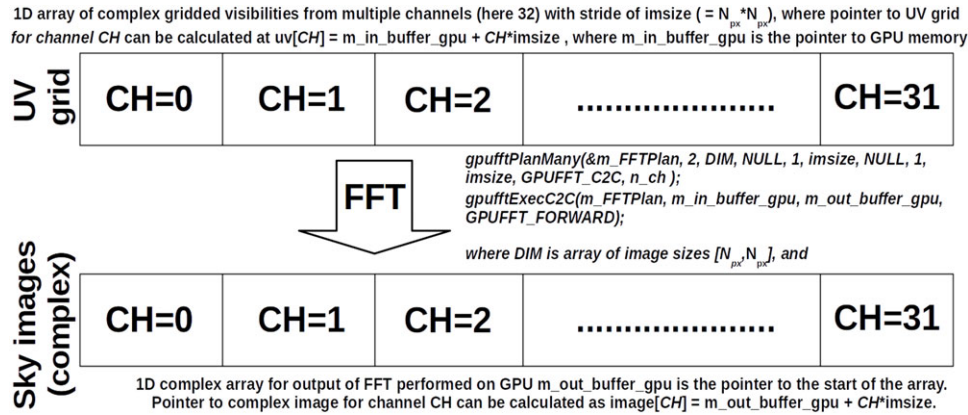 1D array of complex gridded visibilities from multiple channels (here 32) with stride of imsize ( = N_px*N_px), where pointer to UV grid
for channel CH can be calculated at uv[CH] = m_in_buffer_gpu + CH*imsize , where m_in_buffer_gpu is the pointer to GPU memory
UV
grid
CH=0
CH=1
CH=2
......................
CH=31
FFT
gpufftPlanMany(&m_FFTPlan, 2, DIM, NULL, 1, imsize, NULL, 1,
imsize, GPUFFT_C2C, n_ch );
gpufftExecC2C(m_FFTPlan, m_in_buffer_gpu, m_out_buffer_gpu,
GPUFFT_FORWARD);
where DIM is array of image sizes [N_px,N_px], and
Sky images
(complex)
CH=0
CH=1
CH=2
......................
CH=31
1D complex array for output of FFT performed on GPU m_out_buffer_gpu is the pointer to the start of the array.
Pointer to complex image for channel CH can be calculated as image[CH] = m_out_buffer_gpu + CH*imsize.